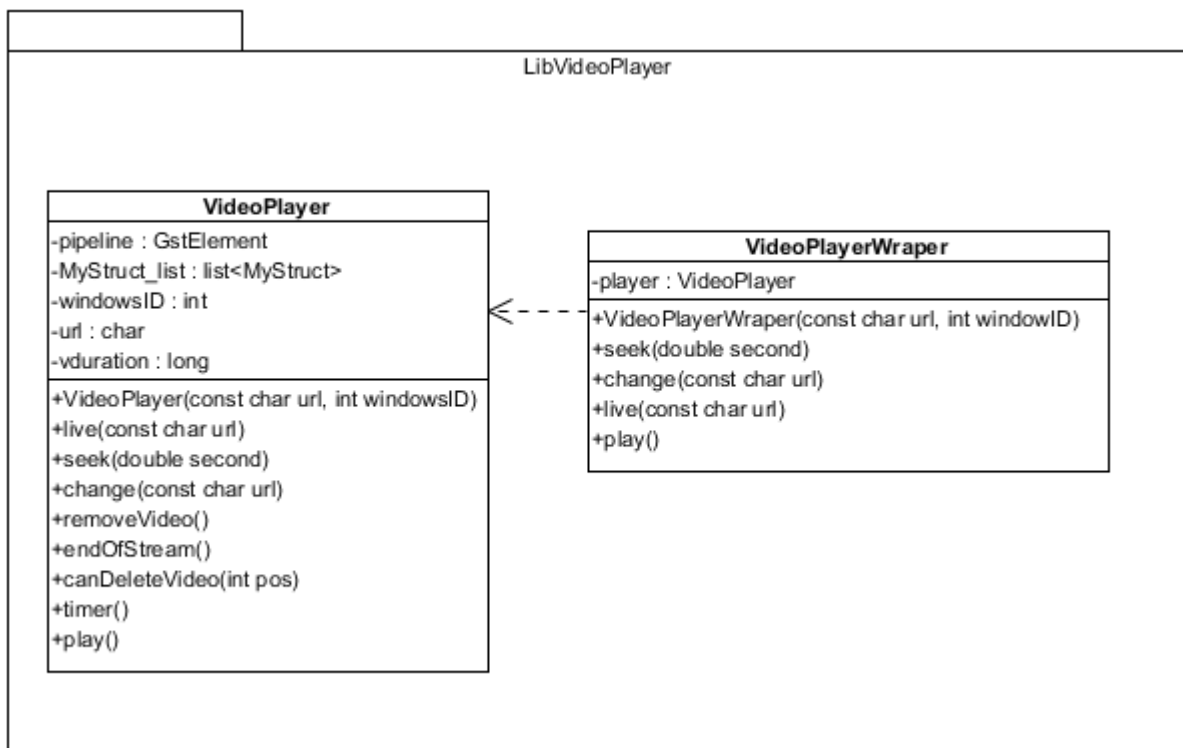 LibVideoPlayer
VideoPlayer
-pipeline : GstElement
-MyStruct_list : list<MyStruct>
-windowsID : int
-url : char
-vduration : long
+VideoPlayer(const char url, int windowsID)
+live(const char url)
+seek(double second)
+change(const char url)
+removeVideo()
+endOfStream()
+canDeleteVideo(int pos)
+timer()
+play()
VideoPlayerWraper
-player : VideoPlayer
+VideoPlayerWraper(const char url, int windowID)
+seek(double second)
+change(const char url)
+live(const char url)
+play()